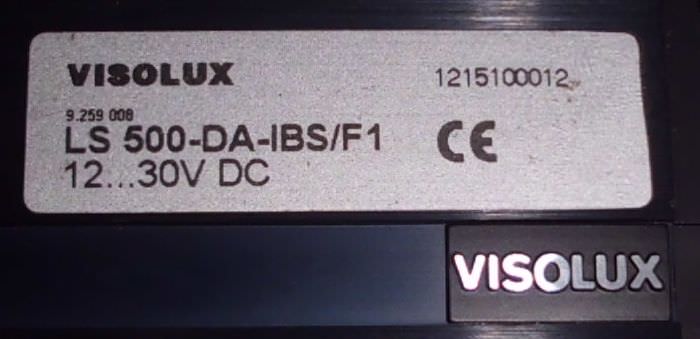 VISOLUX
1215100012
9.259 008
LS 500-DA-IBS/F1
CE
12...30V DC
VISOLUX